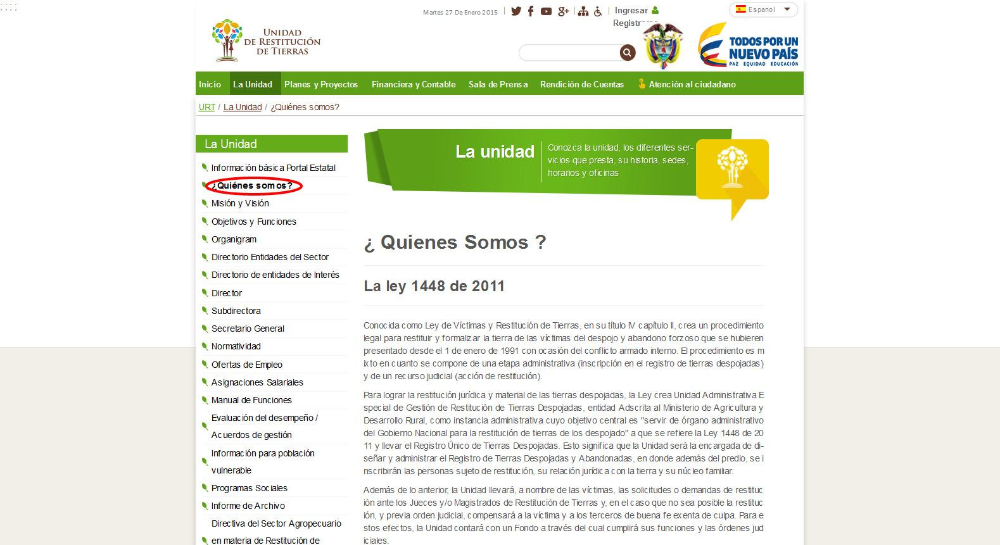 ; ; ; ;
Martes 27 De Enero 2015
Ingresar
Español
UNIDAD
DE RESTITUCIÓN
DE TIERRAS
TODOS POR UN
NUEVO PAÍS
PAZ EQUIDAD EDUCACIÓN
Inicio La Unidad Planes y Proyectos Financiera y Contable Sala de Prensa Rendición de Cuentas Atención al ciudadano
URT / La Unidad / ¿Quiénes somos?
La Unidad
Información básica Portal Estatal
¿Quiénes somos?
Misión y Visión
Objetivos y Funciones
Organigram
Directorio Entidades del Sector
Directorio de entidades de Interés
Director
Subdirectora
Secretario General
Normatividad
Ofertas de Empleo
Asignaciones Salariales
Manual de Funciones
Evaluación del desempeño /
Acuerdos de gestión
Información para población
vulnerable
Programas Sociales
Informe de Archivo
Directiva del Sector Agropecuario
en materia de Restitución de
La unidad
Conozca la unidad, los diferentes ser-
vicios que presta, su historia, sedes,
horarios y oficinas
¿ Quienes Somos ?
La ley 1448 de 2011
Conocida como Ley de Víctimas y Restitución de Tierras, en su título IV capítulo II, crea un procedimiento
legal para restituir y formalizar la tierra de las víctimas del despojo y abandono forzoso que se hubieren
presentado desde el 1 de enero de 1991 con ocasión del conflicto armado interno. El procedimiento es m
ixto en cuanto se compone de una etapa administrativa (inscripción en el registro de tierras despojadas)
y de un recurso judicial (acción de restitución).
Para lograr la restitución jurídica y material de las tierras despojadas, la Ley crea Unidad Administrativa E
special de Gestión de Restitución de Tierras Despojadas, entidad Adscrita al Ministerio de Agricultura y
Desarrollo Rural, como instancia administrativa cuyo objetivo central es "servir de órgano administrativo
del Gobierno Nacional para la restitución de tierras de los despojado" a que se refiere la Ley 1448 de 20
11 y llevar el Registro Único de Tierras Despojadas. Esto significa que la Unidad será la encargada de di-
señar y administrar el Registro de Tierras Despojadas y Abandonadas, en donde además del predio, se i
nscribirán las personas sujeto de restitución, su relación jurídica con la tierra y su núcleo familiar.
Además de lo anterior, la Unidad llevará, a nombre de las víctimas, las solicitudes o demandas de restituc
ión ante los Jueces y/o Magistrados de Restitución de Tierras y, en el caso que no sea posible la restituc
ión, y previa orden judicial, compensará a la víctima y a los terceros de buena fe exenta de culpa. Para e
stos efectos, la Unidad contará con un Fondo a través del cual cumplirá sus funciones y las órdenes jud
iciales.